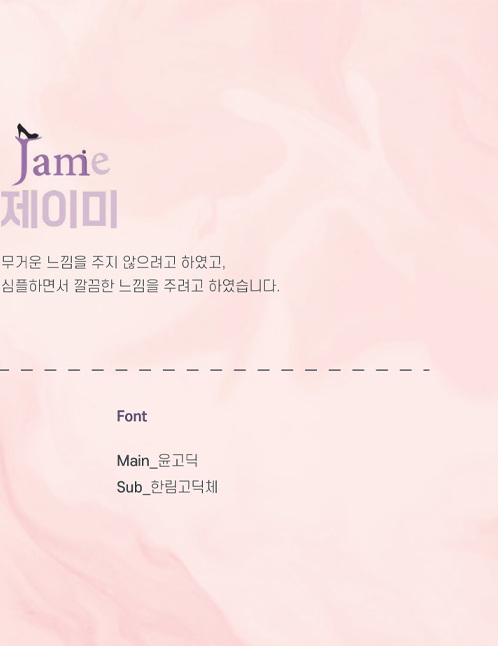 Jamie
제이미
무거운 느낌을 주지 않으려고 하였고,
심플하면서 깔끔한 느낌을 주려고 하였습니다.
Font
Main_윤고딕
Sub_한림고딕체